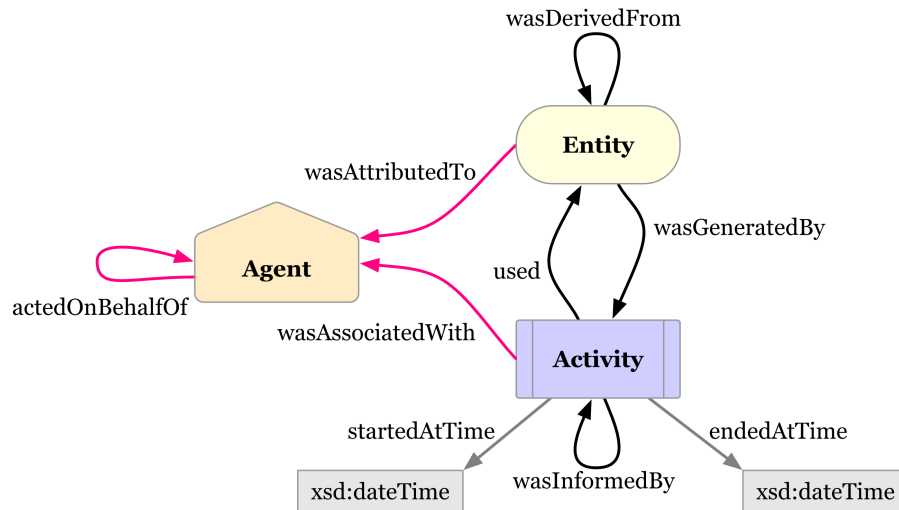 wasDerivedFrom
Entity
wasAttributedTo
wasGeneratedBy
Agent
used
actedOnBehalfOf
wasAssociatedWith
Activity
startedAtTime
endedAtTime
wasInformedBy
xsd:dateTime
xsd:dateTime